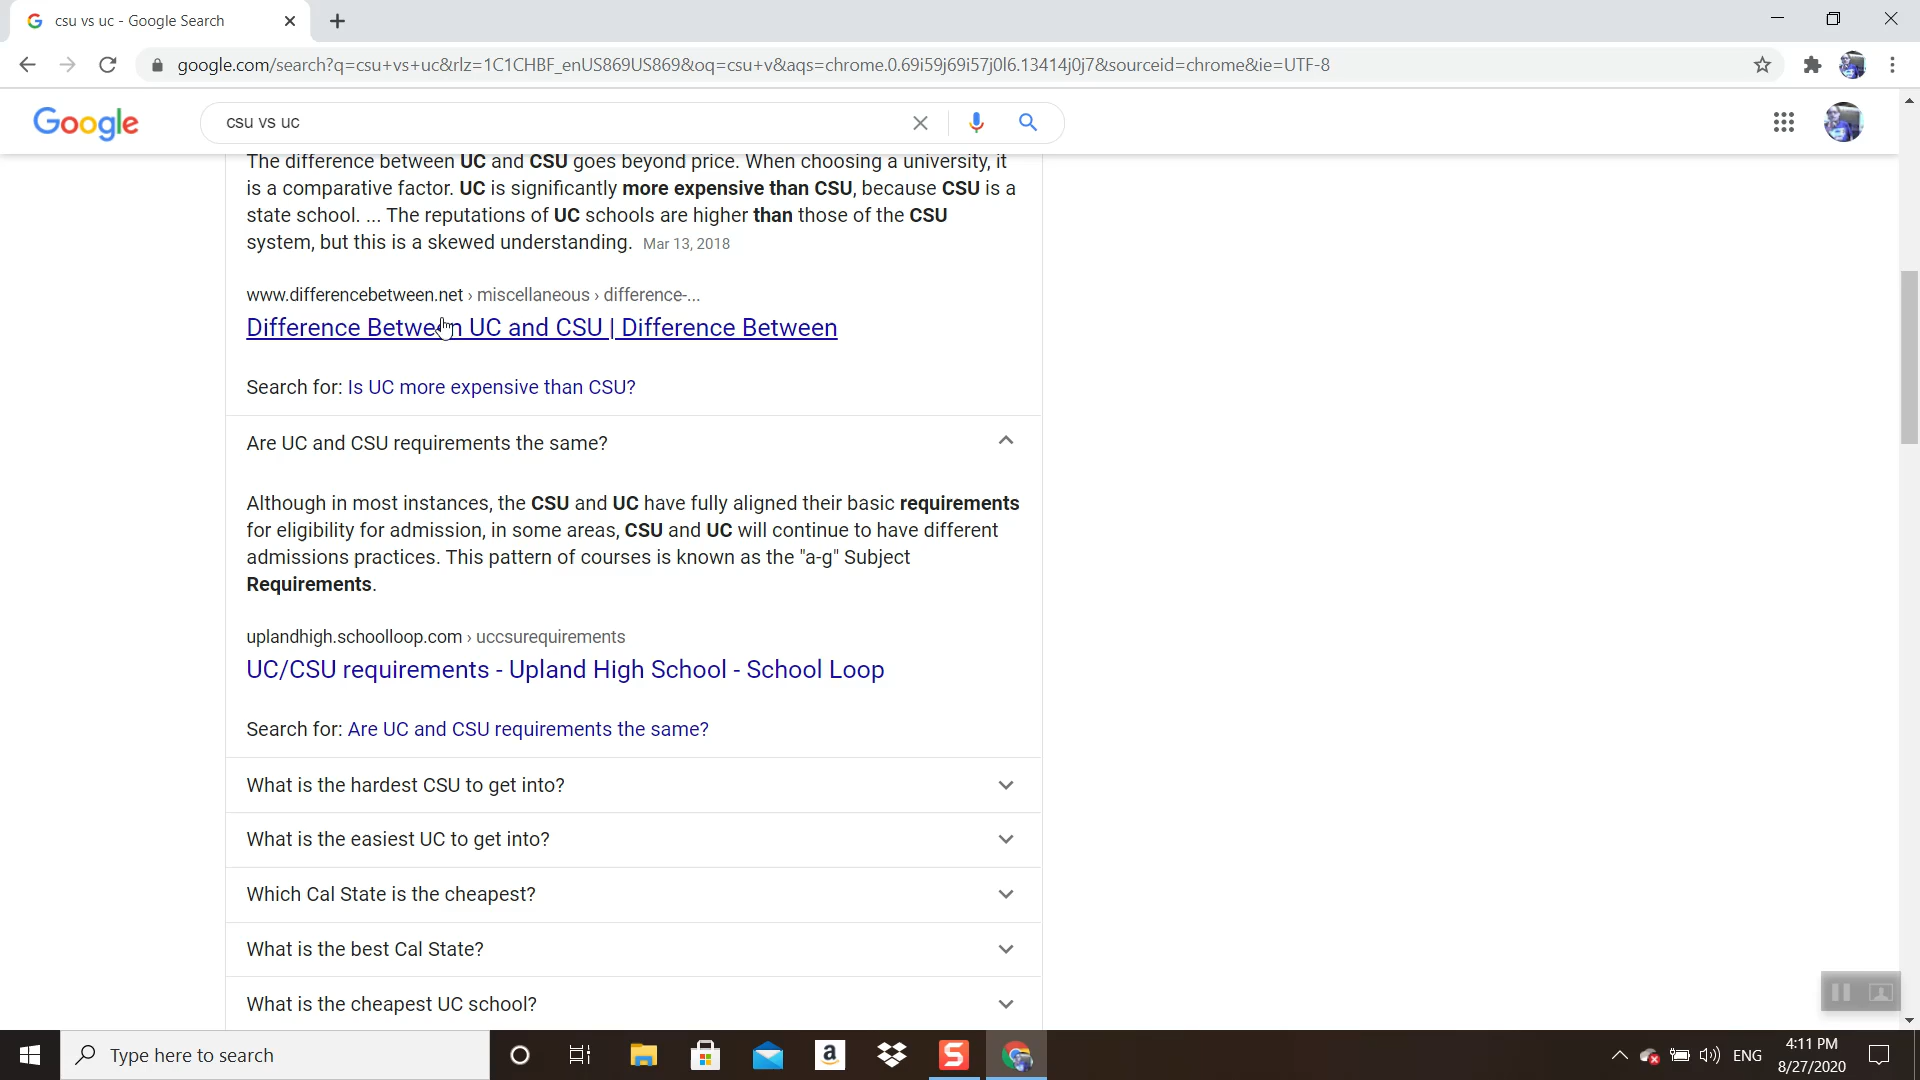 csu vs uc - Google Search
google.com/search?q=csu+vs+uc&rlz=1C1CHBF_enUS869US869&oq=csu+v&aqs=chrome.0.69i59j69i57j0l6.13414j0j7&sourceid=chrome&ie=UTF-8
Google
csu vs uc
The difference between UC and CSU goes beyond price. When choosing a university, it
is a comparative factor. UC is significantly more expensive than CSU, because CSU is a
state school. ... The reputations of UC schools are higher than those of the CSU
system, but this is a skewed understanding. Mar 13, 2018
www.differencebetween.net › miscellaneous › difference-...
Difference Between UC and CSU | Difference Between
Search for: Is UC more expensive than CSU?
Are UC and CSU requirements the same?
Although in most instances, the CSU and UC have fully aligned their basic requirements
for eligibility for admission, in some areas, CSU and UC will continue to have different
admissions practices. This pattern of courses is known as the "a-g" Subject
Requirements.
uplandhigh.schoolloop.com › uccsurequirements
UC/CSU requirements - Upland High School - School Loop
Search for: Are UC and CSU requirements the same?
What is the hardest CSU to get into?
What is the easiest UC to get into?
Which Cal State is the cheapest?
What is the best Cal State?
What is the cheapest UC school?
Type here to search
a
S
ENG
4:11 PM
8/27/2020